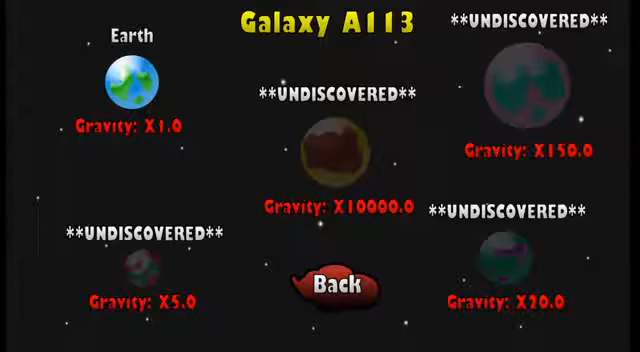 Galaxy A113
Earth
Gravity: X1.0
**UNDISCOVERED**
Gravity: X10000.0
**UNDISCOVERED**
Gravity: X150.0
**UNDISCOVERED**
Gravity: X5.0
**UNDISCOVERED**
Gravity: X20.0
Back